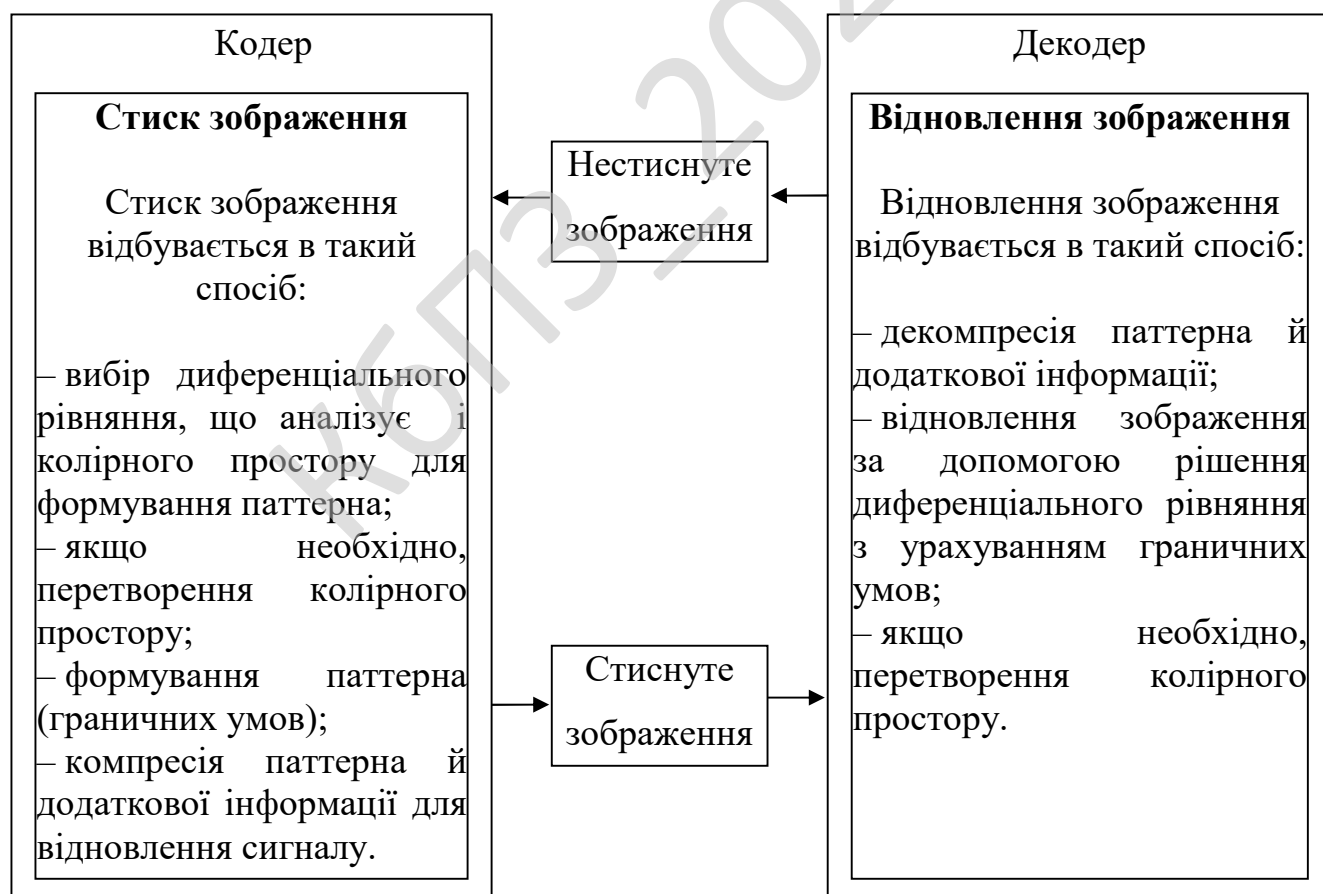 Кодер
Стиск зображення
Стиск зображення
відбувається в такий
спосіб:
– вибір диференціального
рівняння, що аналізує і
колірного простору для
формування паттерна;
– якщо необхідно,
перетворення колірного
простору;
– формування паттерна
(граничних умов);
– компресія паттерна й
додаткової інформації для
відновлення сигналу.
Нестиснуте
зображення
Стиснуте
зображення
Декодер
Відновлення зображення
Відновлення зображення
відбувається в такий спосіб:
– декомпресія паттерна й
додаткової інформації;
– відновлення зображення
за допомогою рішення
диференціального рівняння
з урахуванням граничних
умов;
– якщо необхідно,
перетворення колірного
простору.